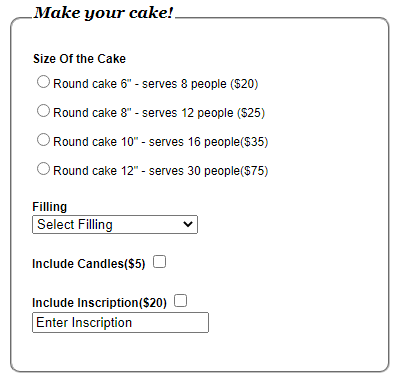 Make your cake!
Size Of the Cake
Round cake 6" - serves 8 people ($20)
Round cake 8" - serves 12 people ($25)
Round cake 10" - serves 16 people($35)
Round cake 12" - serves 30 people($75)
Filling
Select Filling
Include Candles($5)
Include Inscription($20)
Enter Inscription